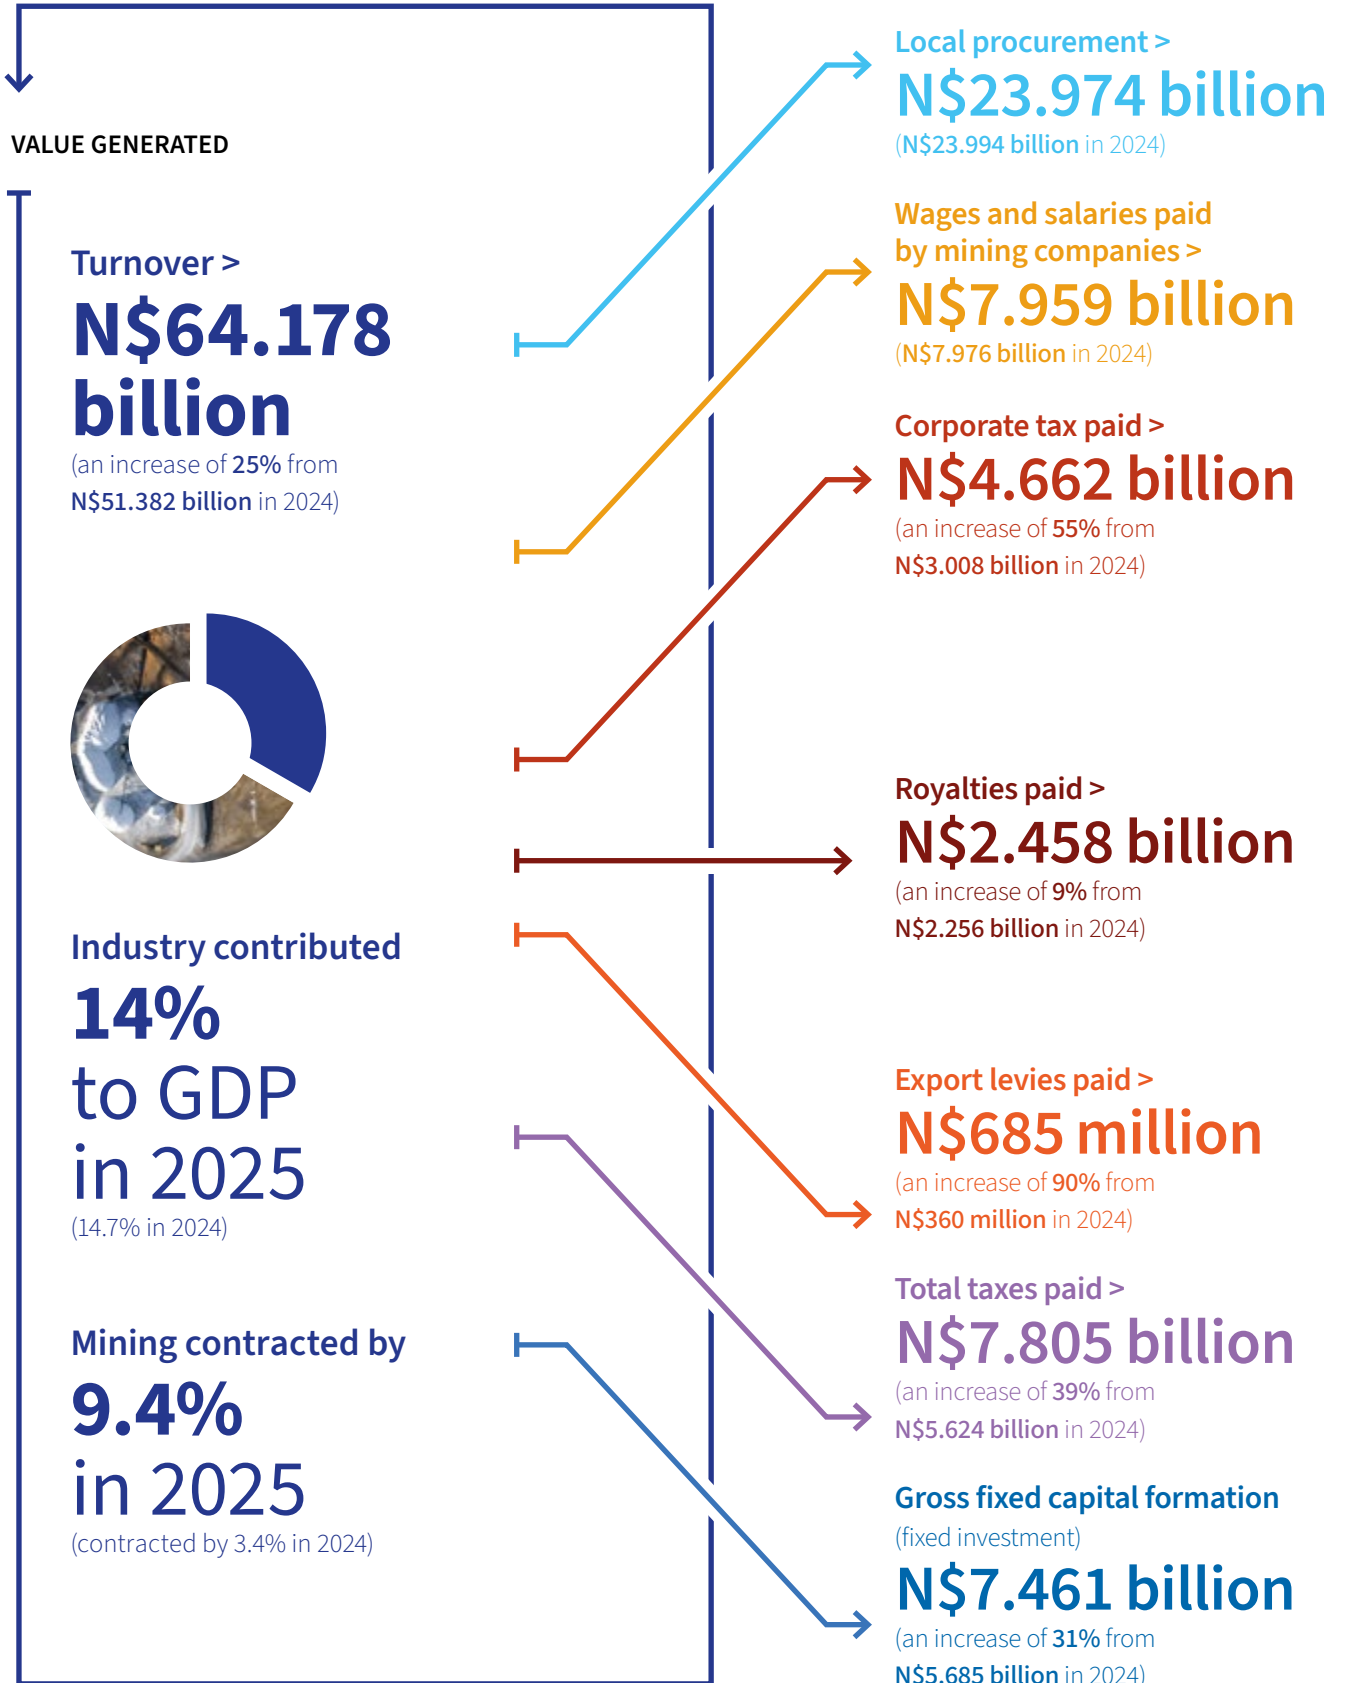 VALUE GENERATED
Turnover >
N$64.178
billion
(an increase of 25% from
N$51.382 billion in 2024)
Industry contributed
14%
to GDP
in 2025
(14.7% in 2024)
Mining contracted by
9.4%
in 2025
(contracted by 3.4% in 2024)
Local procurement >
N$23.974 billion
(N$23.994 billion in 2024)
Wages and salaries paid
by mining companies >
N$7.959 billion
(N$7.976 billion in 2024)
Corporate tax paid >
N$4.662 billion
(an increase of 55% from
N$3.008 billion in 2024)
Royalties paid >
N$2.458 billion
(an increase of 9% from
N$2.256 billion in 2024)
Export levies paid >
N$685 million
(an increase of 90% from
N$360 million in 2024)
Total taxes paid >
N$7.805 billion
(an increase of 39% from
N$5.624 billion in 2024)
Gross fixed capital formation
(fixed investment)
N$7.461 billion
(an increase of 31% from
N$5.685 billion in 2024)